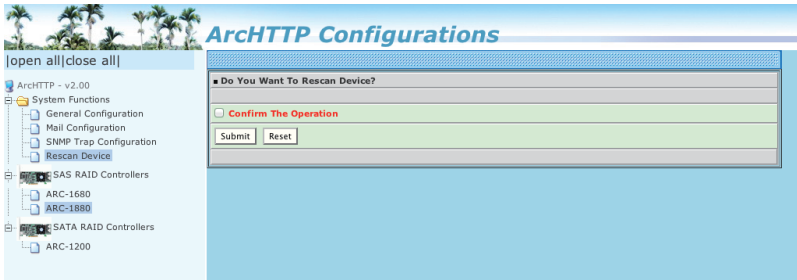 ArcHTTP Configurations
|open all|close all|
ArcHTTP - v2.00
System Functions
General Configuration
Mail Configuration
SNMP Trap Configuration
Rescan Device
SAS RAID Controllers
ARC-1680
ARC-1880
SATA RAID Controllers
ARC-1200
Do You Want To Rescan Device?
Confirm The Operation
Submit Reset